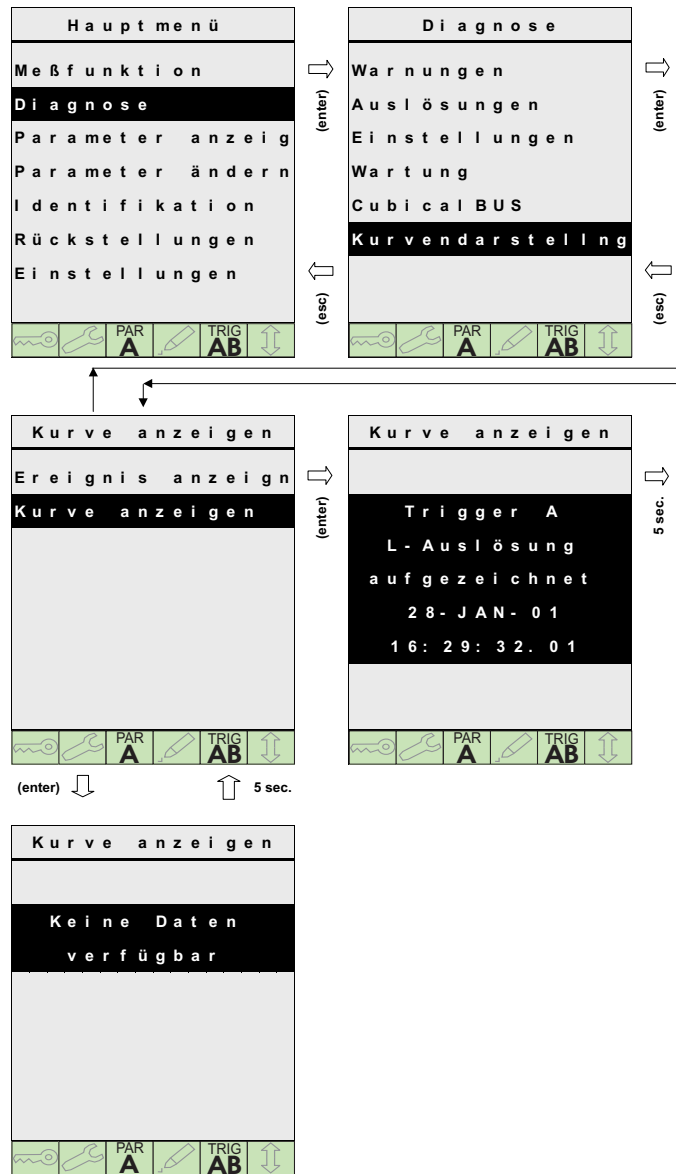 Hauptmenü
Meßfunktion
Diagnose
Parameter anzeig
Parameter ändern
Identifikation
Rückstellungen
Einstellungen
PAR
A
TRIG
AB
(enter)
(esc)
Diagnose
Warnungen
Auslösungen
Einstellungen
Wartung
CubicalBUS
Kurvendarstellng
PAR
A
TRIG
AB
(enter)
(esc)
Kurve anzeigen
Ereignis anzeign
Kurve anzeigen
PAR
A
TRIG
AB
(enter)
Kurve anzeigen
Trigger A
L-Auslösung
aufgezeichnet
28-JAN-01
16:29:32.01
PAR
A
TRIG
AB
5 sec.
(enter)
5 sec.
Kurve anzeigen
Keine Daten
verfügbar
PAR
A
TRIG
AB